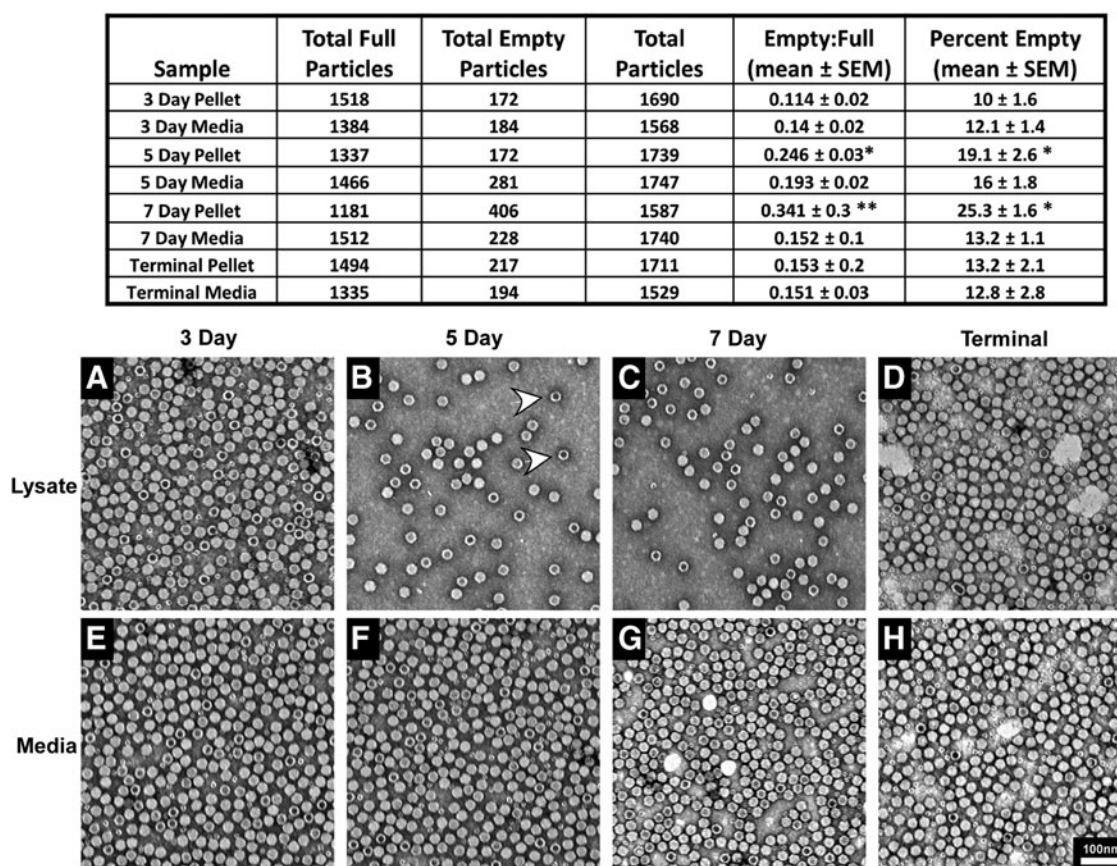 Sample Total Full Particles Total Empty Particles Total Particles Empty:Full (mean ± SEM) Percent Empty (mean ± SEM)
3 Day Pellet 1518 172 1690 0.114 ± 0.02 10 ± 1.6
3 Day Media 1384 184 1568 0.14 ± 0.02 12.1 ± 1.4
5 Day Pellet 1337 172 1739 0.246 ± 0.03* 19.1 ± 2.6 *
5 Day Media 1466 281 1747 0.193 ± 0.02 16 ± 1.8
7 Day Pellet 1181 406 1587 0.341 ± 0.3 ** 25.3 ± 1.6 *
7 Day Media 1512 228 1740 0.152 ± 0.1 13.2 ± 1.1
Terminal Pellet 1494 217 1711 0.153 ± 0.2 13.2 ± 2.1
Terminal Media 1335 194 1529 0.151 ± 0.03 12.8 ± 2.8
3 Day 5 Day 7 Day Terminal
A B C D
Lysate
E F G H
Media
100nm